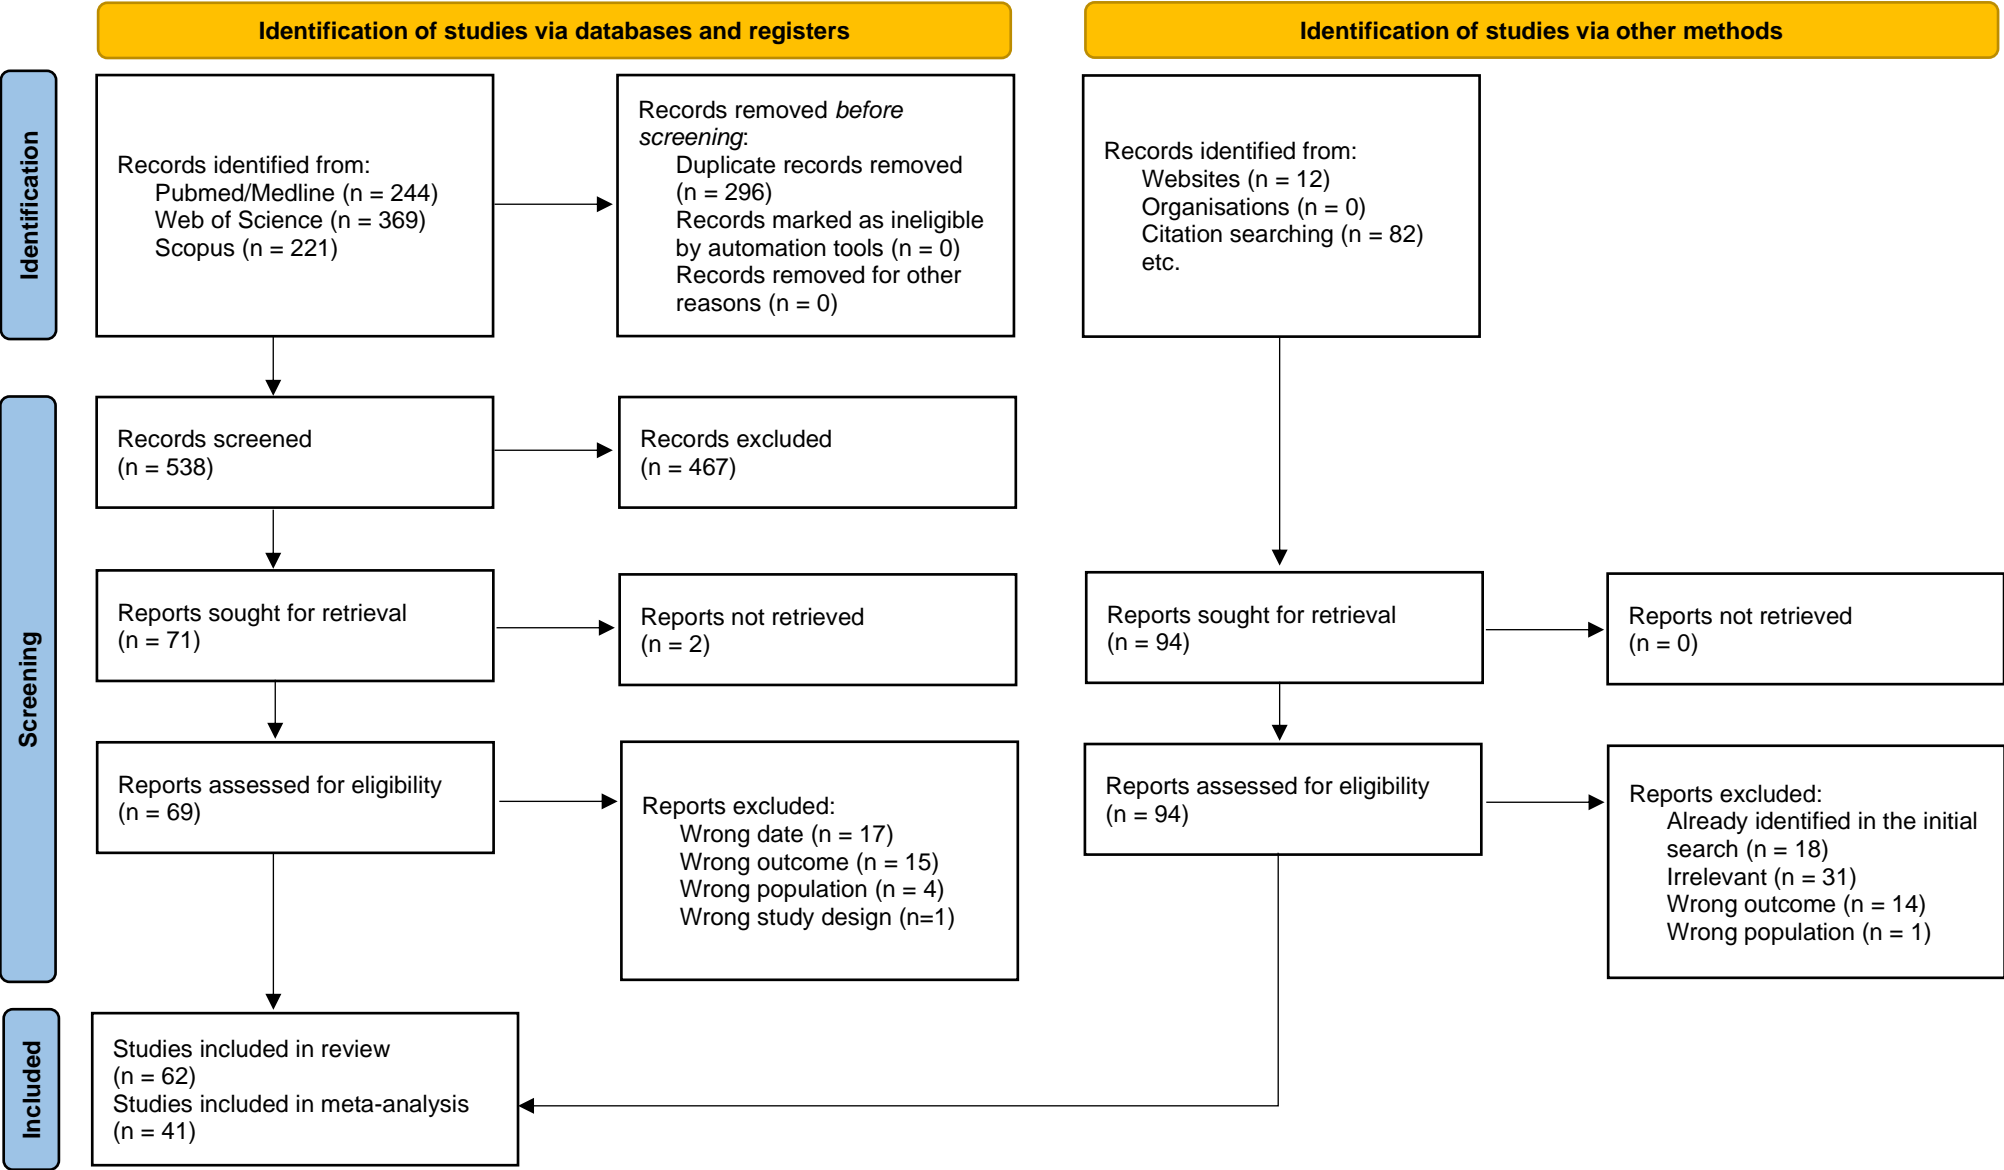 Identification of studies via databases and registers
Identification of studies via other methods
Identification
Records identified from:
Pubmed/Medline (n = 244)
Web of Science (n = 369)
Scopus (n = 221)
Records removed before
screening:
Duplicate records removed
(n = 296)
Records marked as ineligible
by automation tools (n = 0)
Records removed for other
reasons (n = 0)
Records identified from:
Websites (n = 12)
Organisations (n = 0)
Citation searching (n = 82)
etc.
Screening
Records screened
(n = 538)
Records excluded
(n = 467)
Reports sought for retrieval
(n = 71)
Reports not retrieved
(n = 2)
Reports sought for retrieval
(n = 94)
Reports not retrieved
(n = 0)
Reports assessed for eligibility
(n = 69)
Reports excluded:
Wrong date (n = 17)
Wrong outcome (n = 15)
Wrong population (n = 4)
Wrong study design (n=1)
Reports assessed for eligibility
(n = 94)
Reports excluded:
Already identified in the initial
search (n = 18)
Irrelevant (n = 31)
Wrong outcome (n = 14)
Wrong population (n = 1)
Included
Studies included in review
(n = 62)
Studies included in meta-analysis
(n = 41)